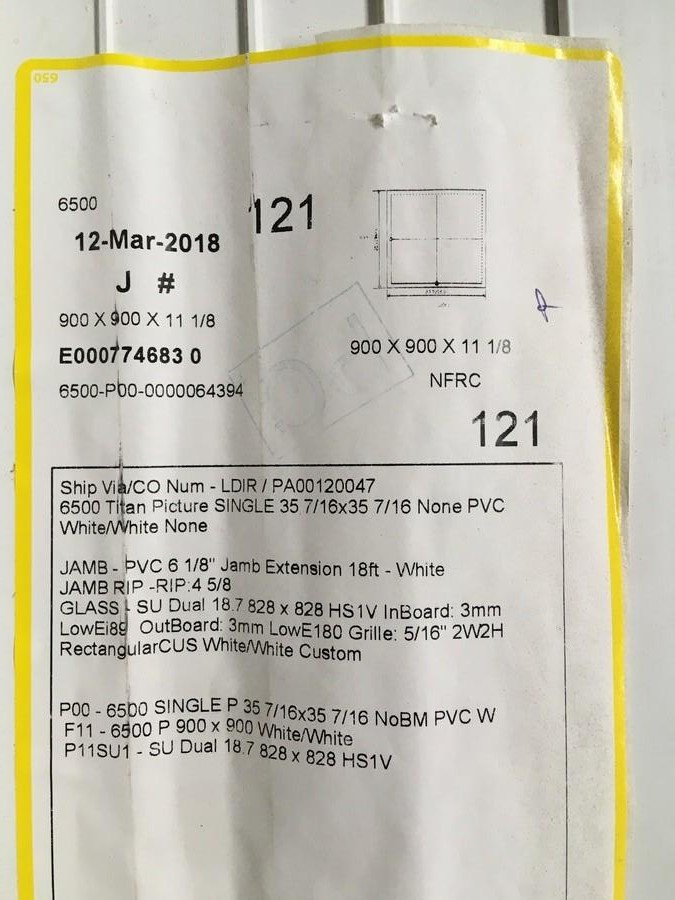 059
6500
121
12-Mar-2018
J #
900 X 900 X 11 1/8
E000774683 0
6500-P00-0000064394
900 X 900 X 11 1/8
NFRC
121
Ship Via/CO Num - LDIR / PA00120047
6500 Titan Picture SINGLE 35 7/16x35 7/16 None PVC
White/White None
JAMB - PVC 6 1/8" Jamb Extension 18ft - White
JAMB RIP -RIP:4 5/8
GLASS - SU Dual 18.7 828 x 828 HS1V InBoard: 3mm
LowEi89 OutBoard: 3mm LowE180 Grille: 5/16" 2W2H
RectangularCUS White/White Custom
P00 - 6500 SINGLE P 35 7/16x35 7/16 NoBM PVC W
F11 - 6500 P 900 x 900 White/White
P11SU1 - SU Dual 18.7 828 x 828 HS1V